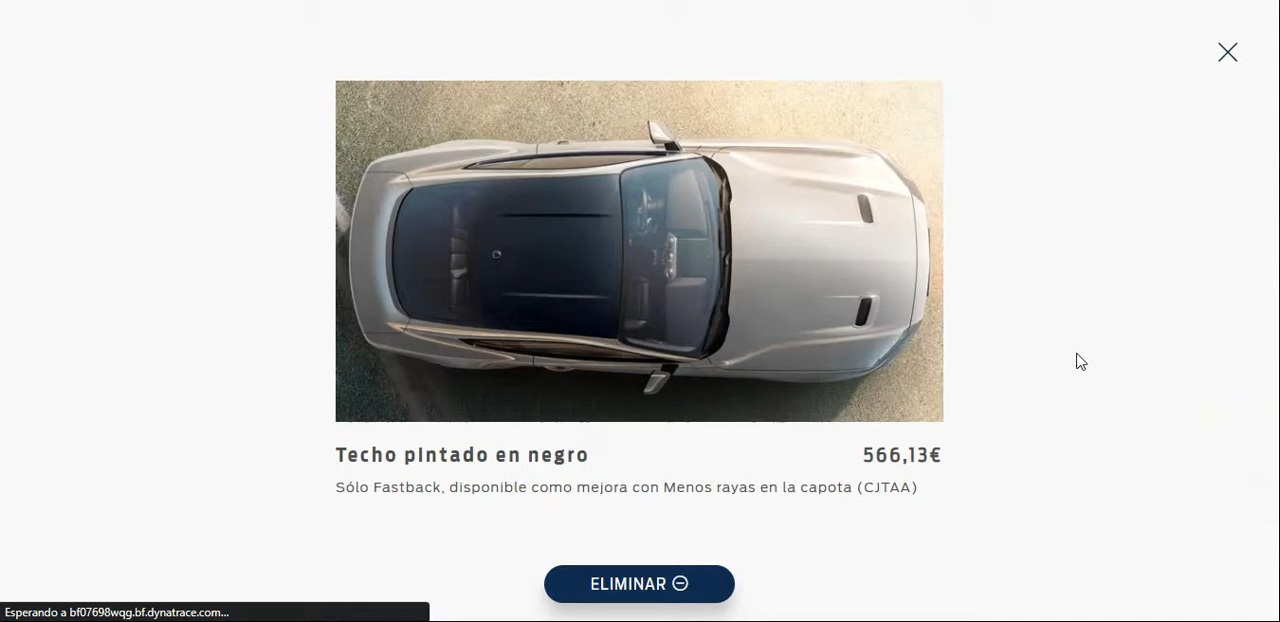 Techo pintado en negro
566,13€
Sólo Fastback, disponible como mejora con Menos rayas en la capota (CJTAA)
ELIMINAR
Esperando a bf07698wqg.bf.dynatrace.com...